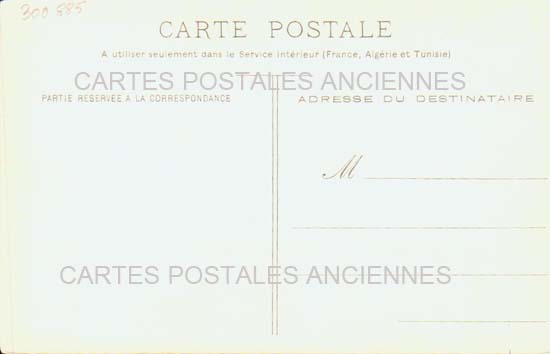 300 885
CARTE POSTALE
A utiliser seulement dans le Service intérieur (France, Algérie et Tunisie)
CARTES POSTALES ANCIENNES
PARTIE RÉSERVÉE A LA CORRESPONDANCE
ADRESSE DU DESTINATAIRE
M
CARTES POSTALES ANCIENNES